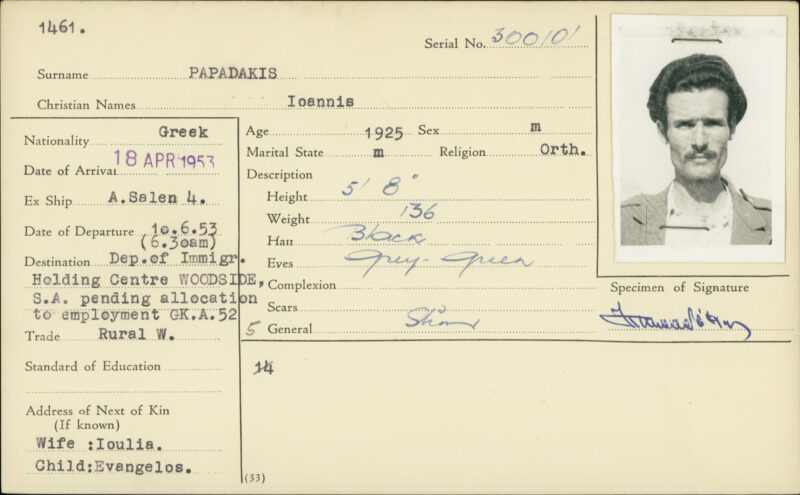 1461.
Serial No. 300101
Surname PAPADAKIS
Christian Names Ioannis
Nationality Greek
Date of Arrival 18 APR 1953
Ex Ship A.Salen 4.
Date of Departure 10.6.53
(6.30am)
Destination Dep.of Immigr.
Holding Centre WOODSIDE,
S.A. pending allocation
to employment GK.A.52
Trade Rural W.
Standard of Education
Address of Next of Kin
(If known)
Wife :Ioulia.
Child:Evangelos.
Age 1925 Sex m
Marital State m Religion Orth.
Description
Height 5' 8"
Weight 136
Hair Black
Eyes Grey-Green
Complexion
Scars
5 General
14
(33)
Specimen of Signature